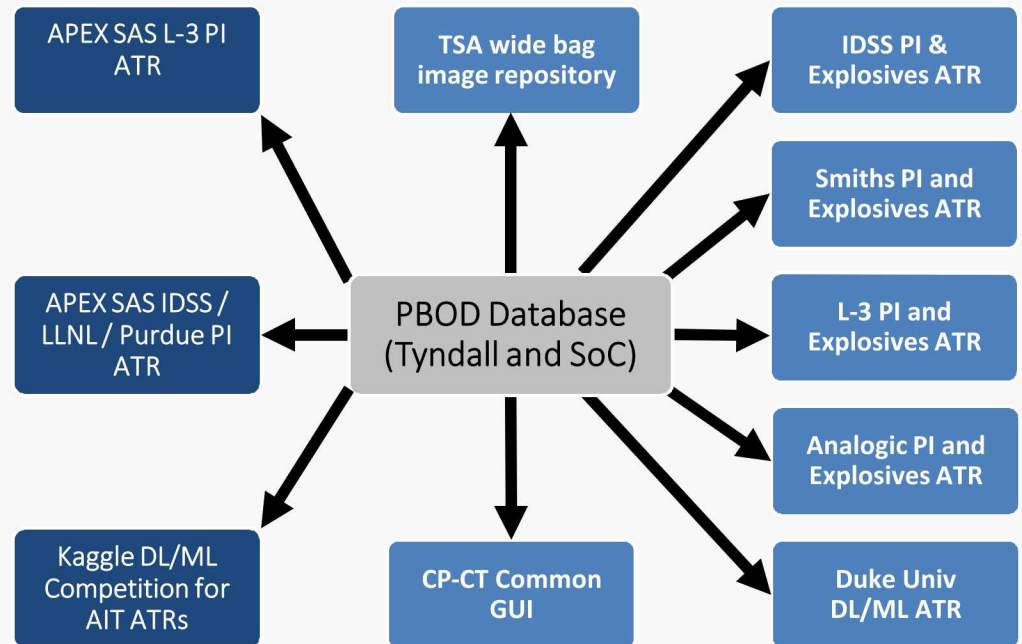 APEX SAS L-3 PI
ATR
TSA wide bag
image repository
IDSS PI &
Explosives ATR
Smiths PI and
Explosives ATR
APEX SAS IDSS /
LLNL / Purdue PI
ATR
PBOD Database
(Tyndall and SoC)
L-3 PI and
Explosives ATR
Analogic PI and
Explosives ATR
Kaggle DL/ML
Competition for
AIT ATRs
CP-CT Common
GUI
Duke Univ
DL/ML ATR